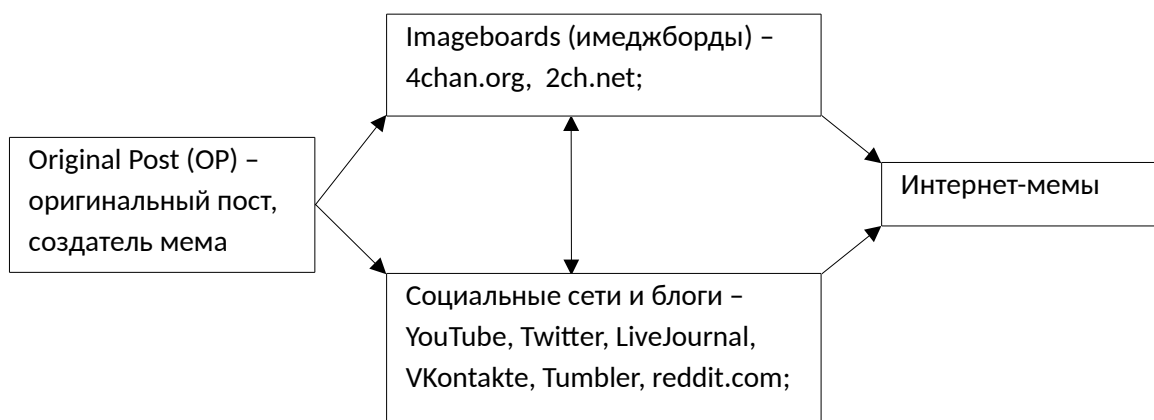 Imageboards (имеджборды) –
4chan.org, 2ch.net;
Original Post (OP) –
оригинальный пост,
создатель мема
Интернет-мемы
Социальные сети и блоги –
YouTube, Twitter, LiveJournal,
VKontakte, Tumbler, reddit.com;